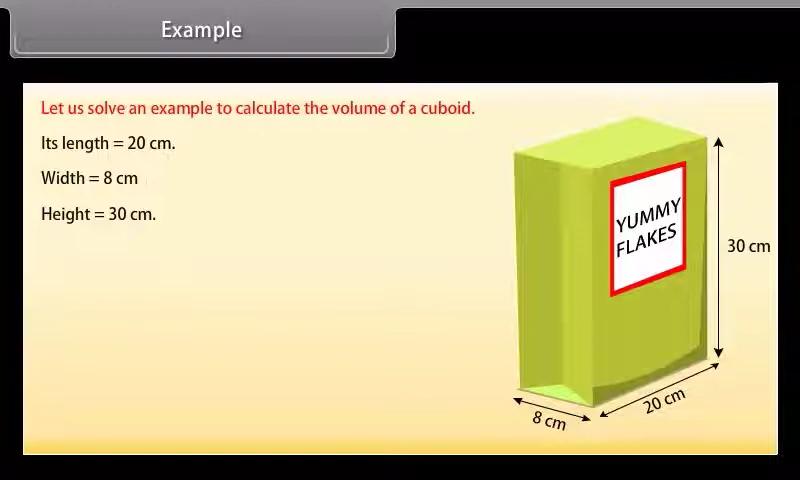 Example
Let us solve an example to calculate the volume of a cuboid.
Its length = 20 cm.
Width = 8 cm
Height = 30 cm.
YUMMY
FLAKES
30 cm
20 cm
8 cm